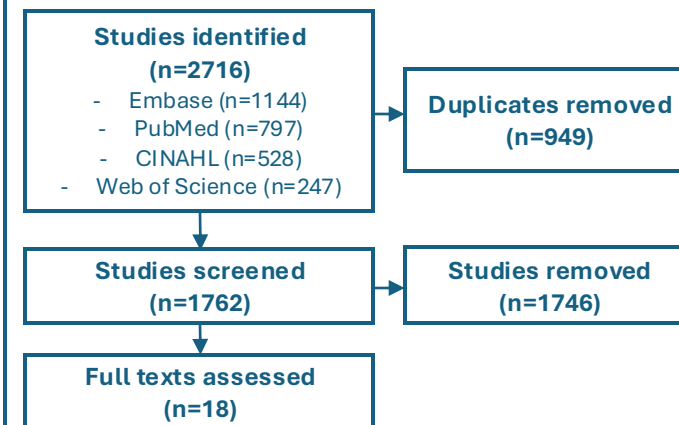 Studies identified
(n=2716)
- Embase (n=1144)
- PubMed (n=797)
- CINAHL (n=528)
- Web of Science (n=247)
Duplicates removed
(n=949)
Studies screened
(n=1762)
Studies removed
(n=1746)
Full texts assessed
(n=18)